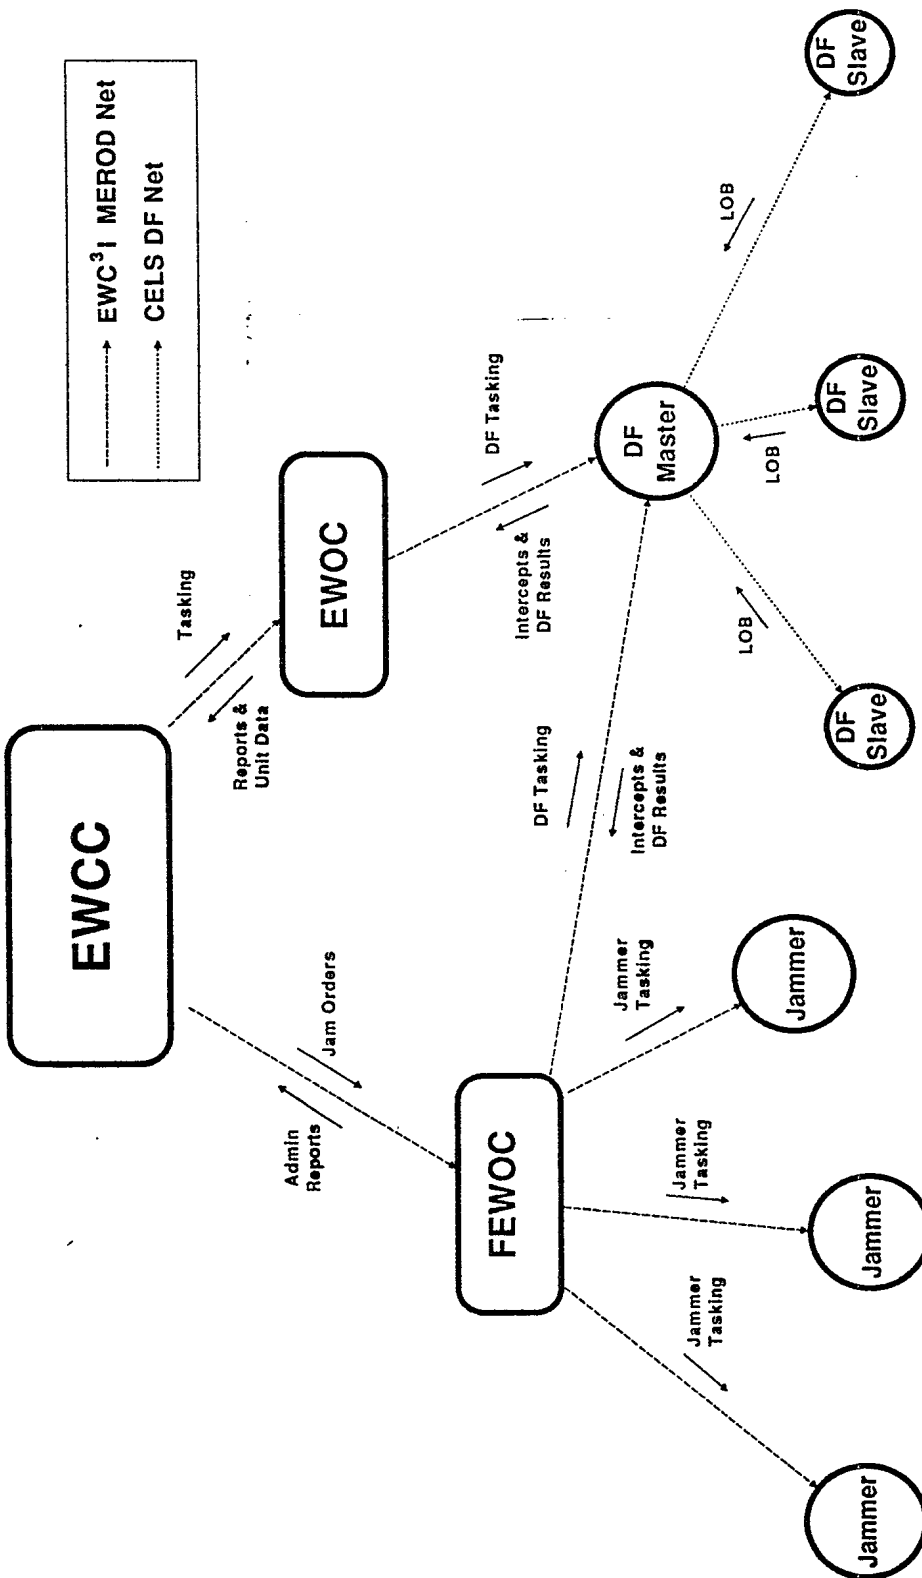 EWC³I MEROD Net
CELS DF Net
EWCC
Tasking
Reports &
Unit Data
Jam Orders
Admin
Reports
EWOC
FEWOC
DF Tasking
Intercepts &
DF Results
DF Tasking
Intercepts &
DF Results
Jammer
Tasking
Jammer
Tasking
Jammer
Tasking
DF
Master
LOB
LOB
LOB
Jammer
Jammer
Jammer
DF
Slave
DF
Slave
DF
Slave